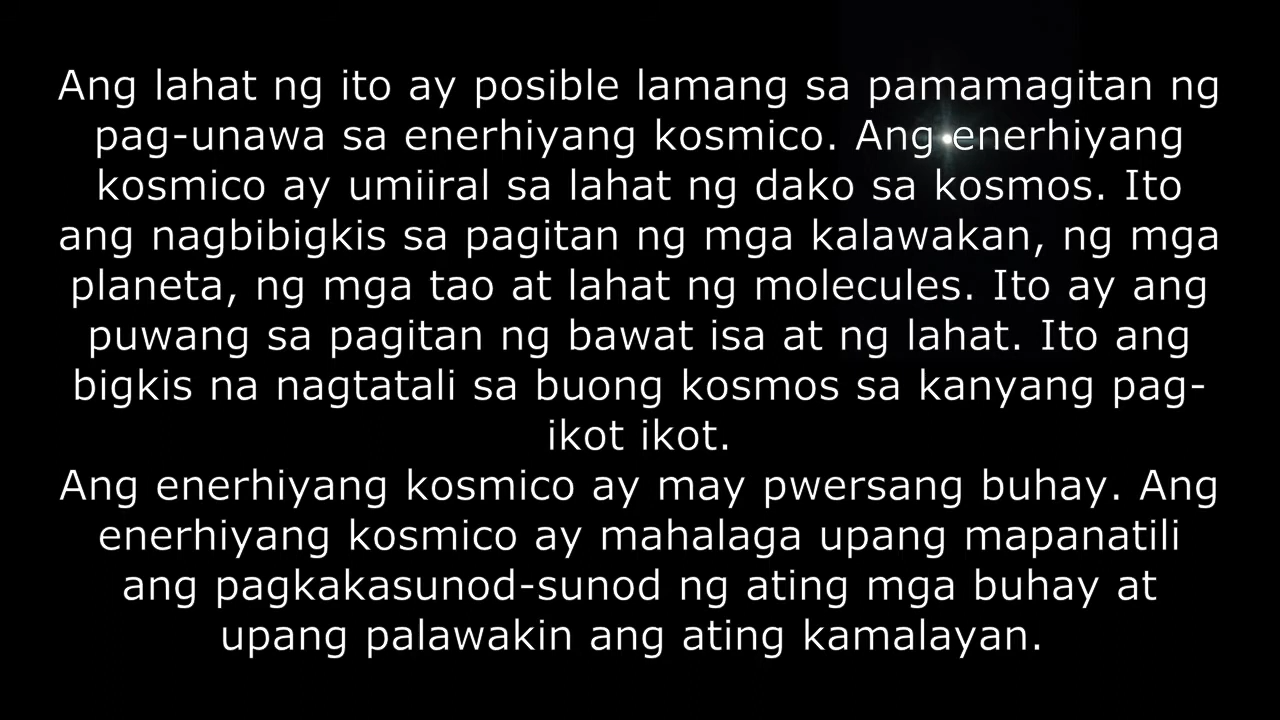 Ang lahat ng ito ay posible lamang sa pamamagitan ng
pag-unawa sa enerhiyang kosmico. Ang enerhiyang
kosmico ay umiiral sa lahat ng dako sa kosmos. Ito
ang nagbibigkis sa pagitan ng mga kalawakan, ng mga
planeta, ng mga tao at lahat ng molecules. Ito ay ang
puwang sa pagitan ng bawat isa at ng lahat. Ito ang
bigkis na nagtatali sa buong kosmos sa kanyang pag-
ikot ikot.
Ang enerhiyang kosmico ay may pwersang buhay. Ang
enerhiyang kosmico ay mahalaga upang mapanatili
ang pagkakasunod-sunod ng ating mga buhay at
upang palawakin ang ating kamalayan.